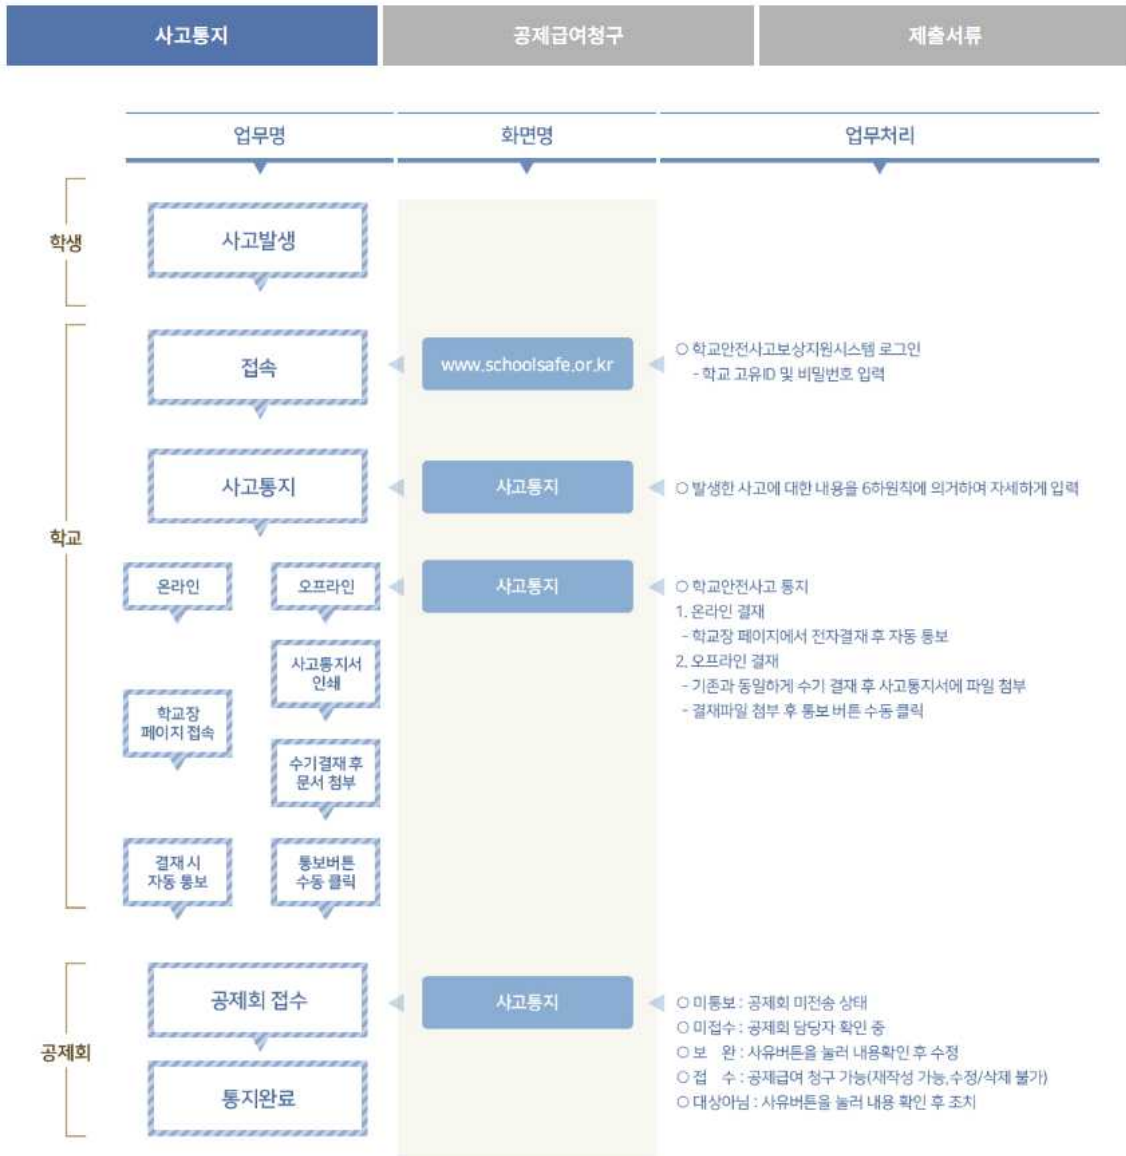 사고통지
공제급여청구
제출서류
업무명
화면명
업무처리
학생
사고발생
학교
접속
www.schoolsafe.or.kr
○ 학교안전사고보상지원시스템 로그인
- 학교 고유ID 및 비밀번호 입력
사고통지
사고통지
○ 발생한 사고에 대한 내용을 6하원칙에 의거하여 자세하게 입력
온라인
오프라인
사고통지
○ 학교안전사고 통지
1. 온라인 결재
- 학교장 페이지에서 전자결재 후 자동 통보
2. 오프라인 결재
- 기존과 동일하게 수기 결재 후 사고통지서에 파일 첨부
- 결재파일 첨부 후 통보 버튼 수동 클릭
사고통지서
인쇄
학교장
페이지 접속
수기결재 후
문서 첨부
결재 시
자동 통보
통보버튼
수동 클릭
공제회
공제회 접수
사고통지
○ 미통보 : 공제회 미전송 상태
○ 미접수 : 공제회 담당자 확인 중
○ 보 완 : 사유버튼을 눌러 내용확인 후 수정
○ 접 수 : 공제급여 청구 가능(재작성 가능,수정/삭제 불가)
○ 대상아님 : 사유버튼을 눌러 내용 확인 후 조치
통지완료